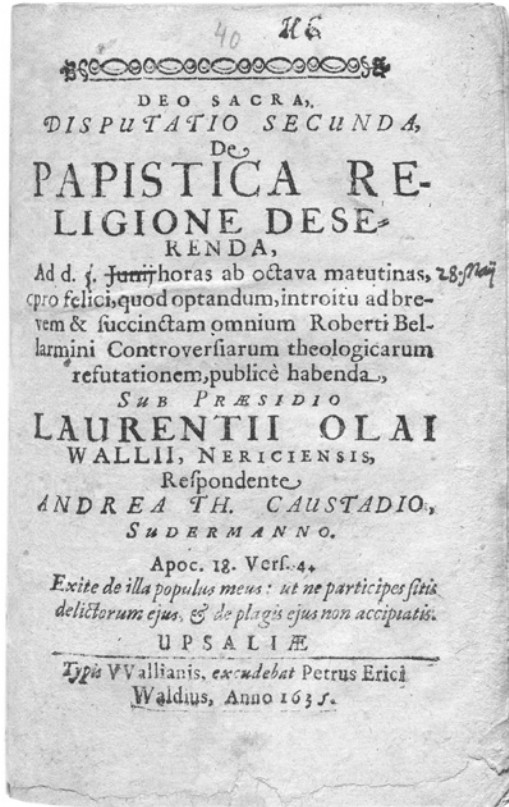 40 HG
DEO SACRA,
DISPUTATIO SECUNDA,
De
PAPISTICA RE-
LIGIONE DESE-
RENDA,
Ad d. Junij horas ab octava matutinas, 28. Maij
pro felici, quod optandum, introitu ad bre-
vem & ſuccinctam omnium Roberti Bel-
larmini Controverſiarum theologicarum
refutationem, publicè habenda,
SUB PRÆSIDIO
LAURENTII OLAI
WALLII, NERICIENSIS,
Reſpondente
ANDREA TH. CAUSTADIO,
SUDERMANNO.
Apoc. 18. Verſ. 4.
Exite de illa populus meus: ut ne participes ſitis
delictorum ejus, & de plagis ejus non accipiatis.
UPSALIÆ
Typis VVallianis, excudebat Petrus Erici
Waldius, Anno 1635.